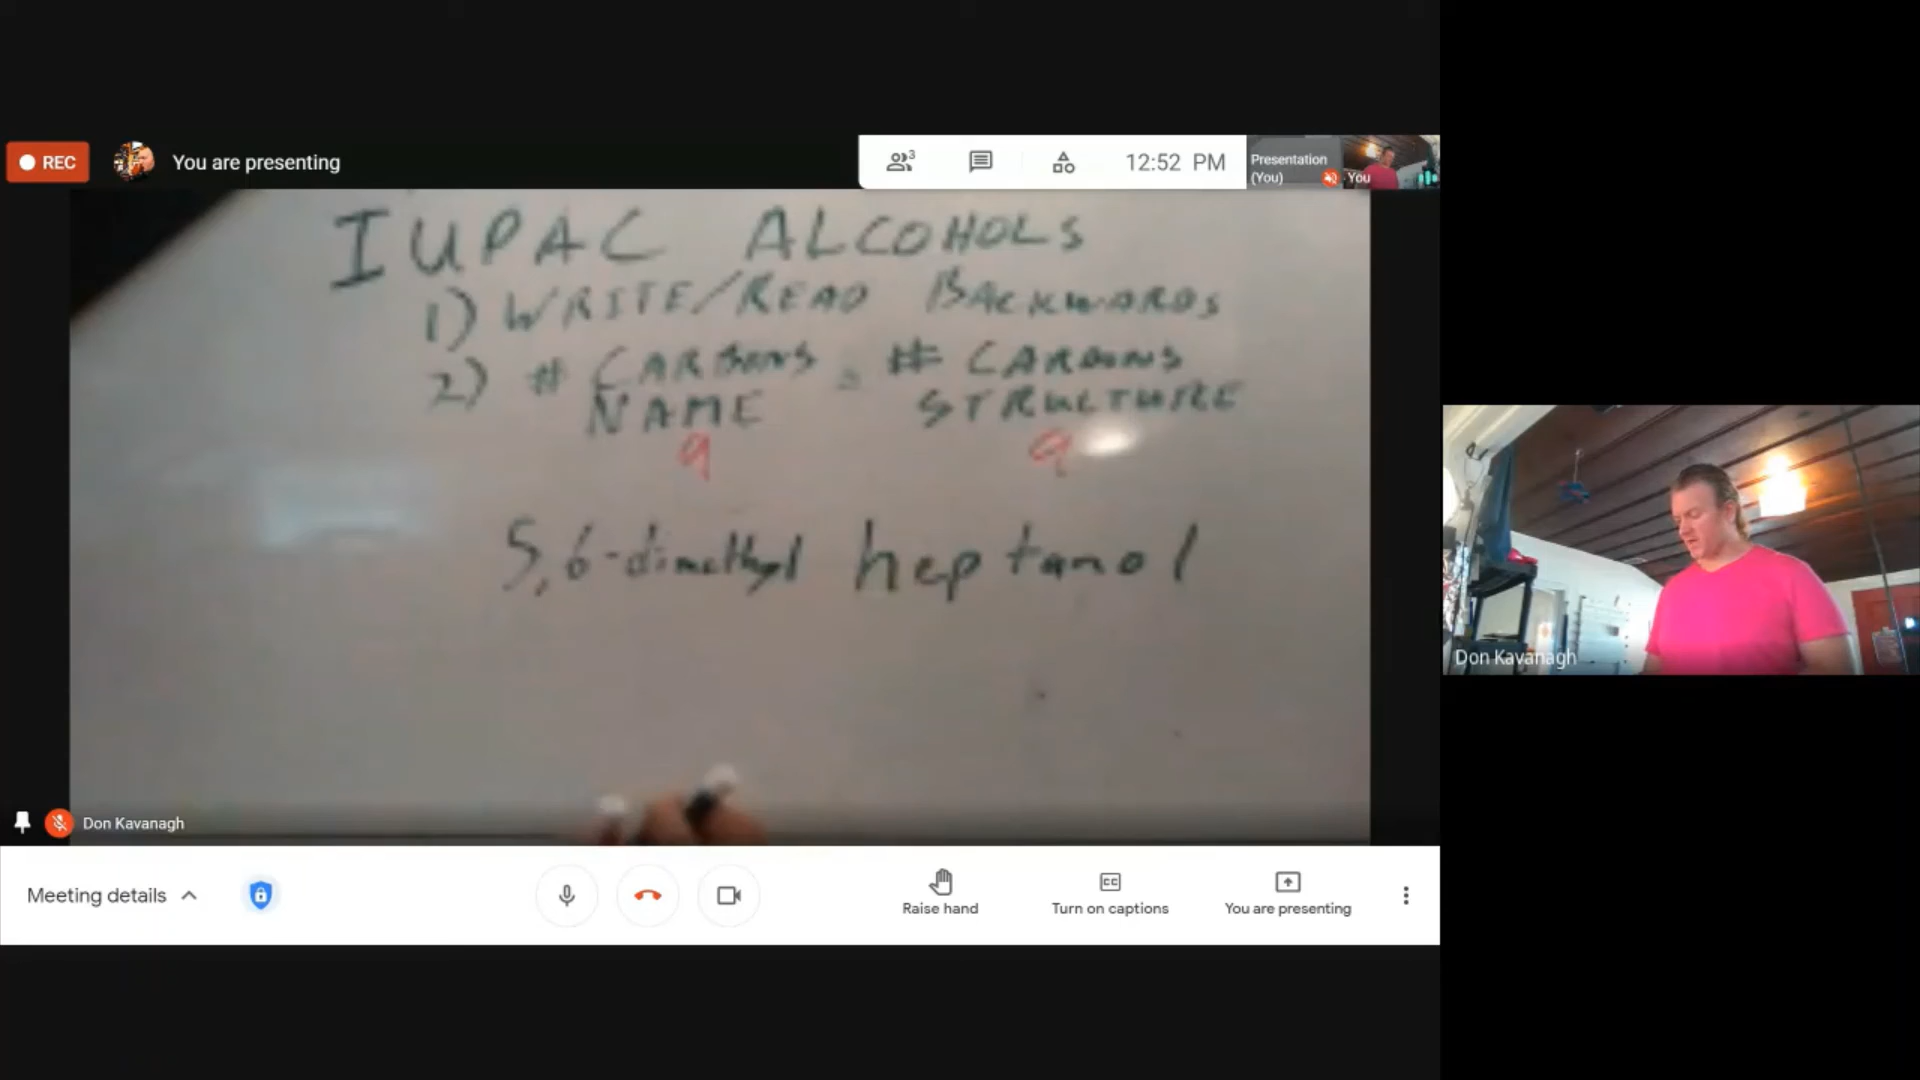 REC
You are presenting
3
12:52 PM
Presentation
(You)
You
IUPAC ALCOHOLS
1) WRITE/READ BACKWARDS
2) # CARBONS = # CARBONS
NAME STRUCTURE
9 9
5,6-dimethyl heptanol
Don Kavanagh
Don Kavanagh
Meeting details
CC
Raise hand
Turn on captions
You are presenting